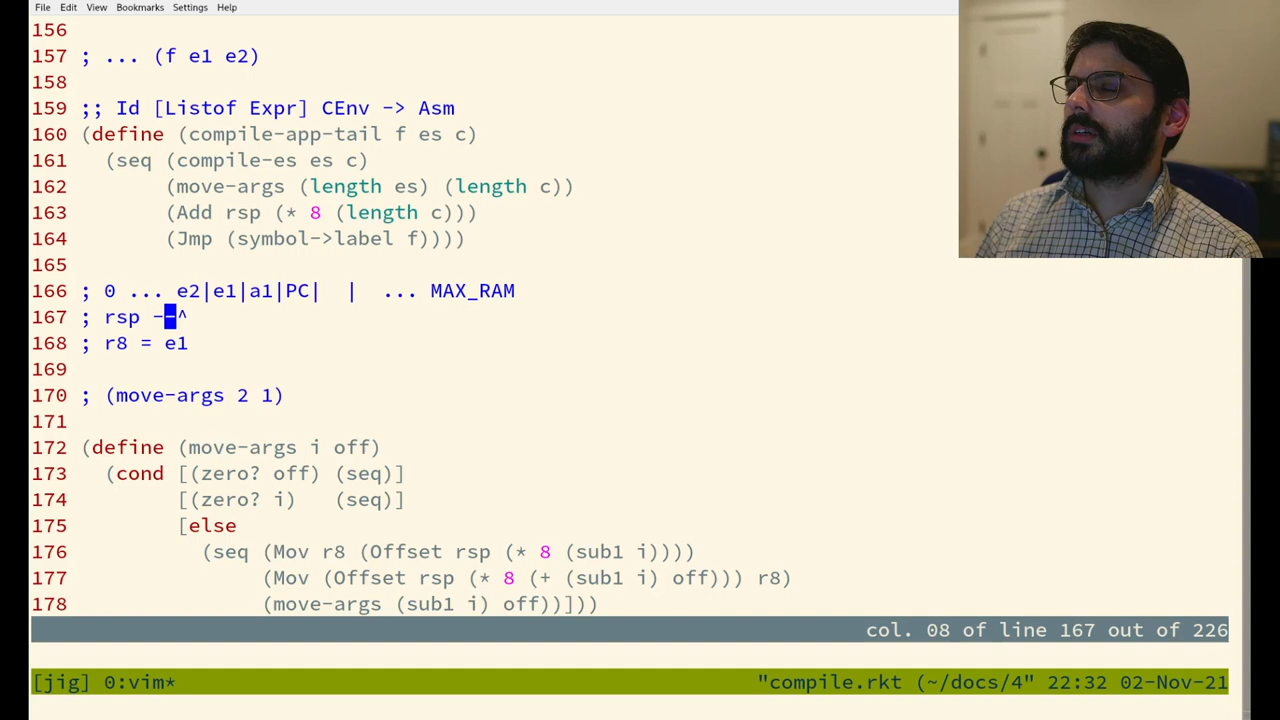 File Edit View Bookmarks Settings Help
156
157 ; ... (f e1 e2)
158
159 ;; Id [Listof Expr] CEnv -> Asm
160 (define (compile-app-tail f es c)
161   (seq (compile-es es c)
162        (move-args (length es) (length c))
163        (Add rsp (* 8 (length c)))
164        (Jmp (symbol->label f))))
165
166 ; 0 ... e2|e1|a1|PC|  |  ... MAX_RAM
167 ; rsp --^
168 ; r8 = e1
169
170 ; (move-args 2 1)
171
172 (define (move-args i off)
173   (cond [(zero? off) (seq)]
174         [(zero? i)   (seq)]
175         [else
176           (seq (Mov r8 (Offset rsp (* 8 (sub1 i))))
177                (Mov (Offset rsp (* 8 (+ (sub1 i) off))) r8)
178                (move-args (sub1 i) off))]))
col. 08 of line 167 out of 226
[jig] 0:vim* "compile.rkt (~/docs/4" 22:32 02-Nov-21